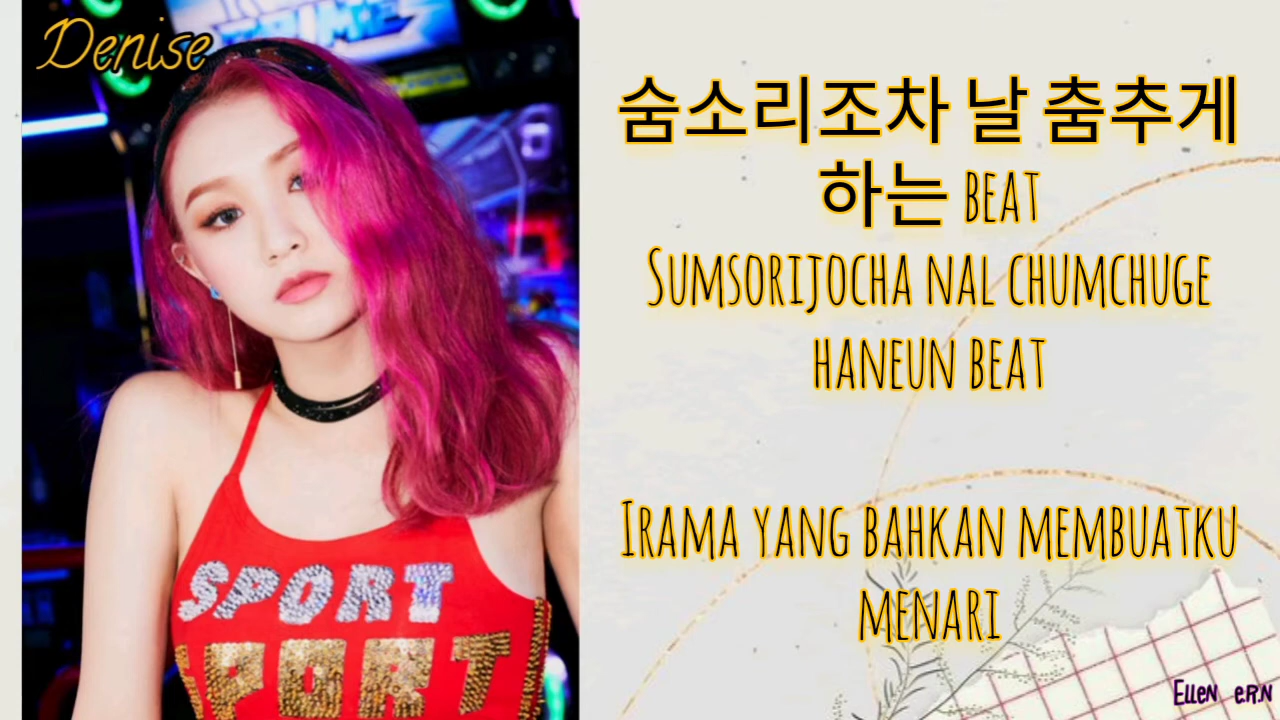 Denise
숨소리조차 날 춤추게
하는 BEAT
SUMSORIJOCHA NAL CHUMCHUGE
HANEUN BEAT
IRAMA YANG BAHKAN MEMBUATKU
MENARI
SPORT
SPORT
ELLEN e.R.N